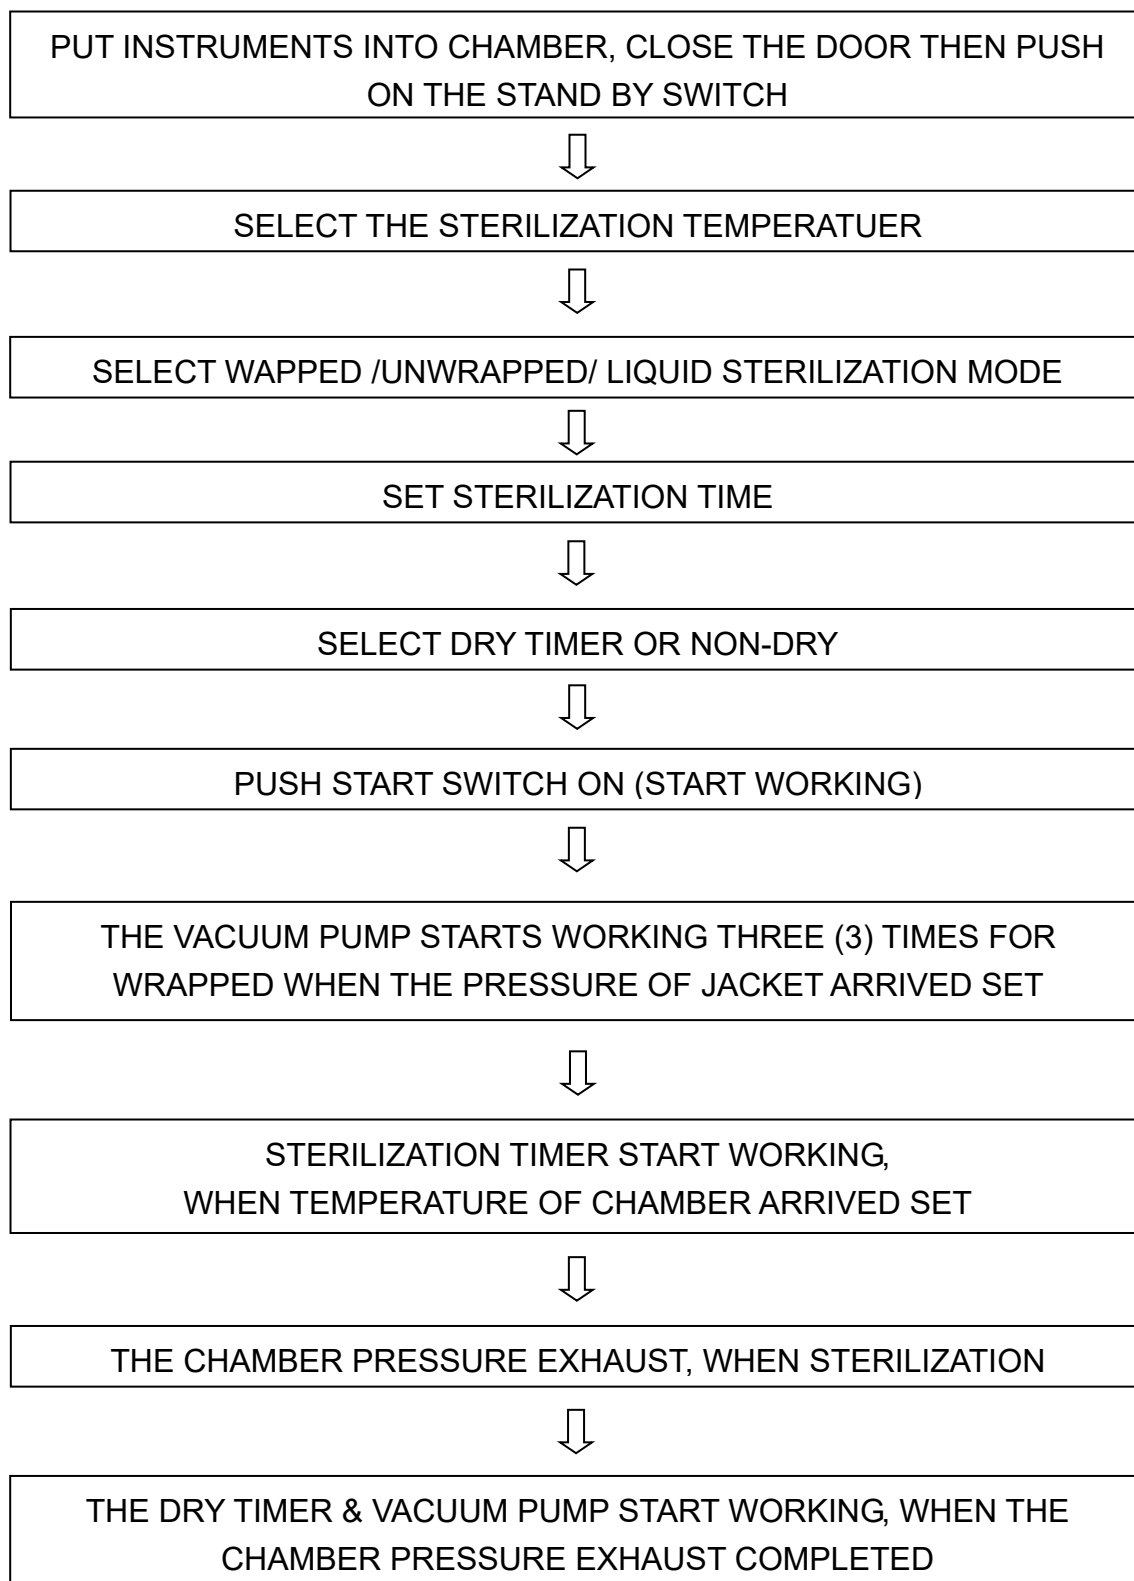 PUT INSTRUMENTS INTO CHAMBER, CLOSE THE DOOR THEN PUSH
ON THE STAND BY SWITCH
SELECT THE STERILIZATION TEMPERATUER
SELECT WAPPED /UNWRAPPED/ LIQUID STERILIZATION MODE
SET STERILIZATION TIME
SELECT DRY TIMER OR NON-DRY
PUSH START SWITCH ON (START WORKING)
THE VACUUM PUMP STARTS WORKING THREE (3) TIMES FOR
WRAPPED WHEN THE PRESSURE OF JACKET ARRIVED SET
STERILIZATION TIMER START WORKING,
WHEN TEMPERATURE OF CHAMBER ARRIVED SET
THE CHAMBER PRESSURE EXHAUST, WHEN STERILIZATION
THE DRY TIMER & VACUUM PUMP START WORKING, WHEN THE
CHAMBER PRESSURE EXHAUST COMPLETED